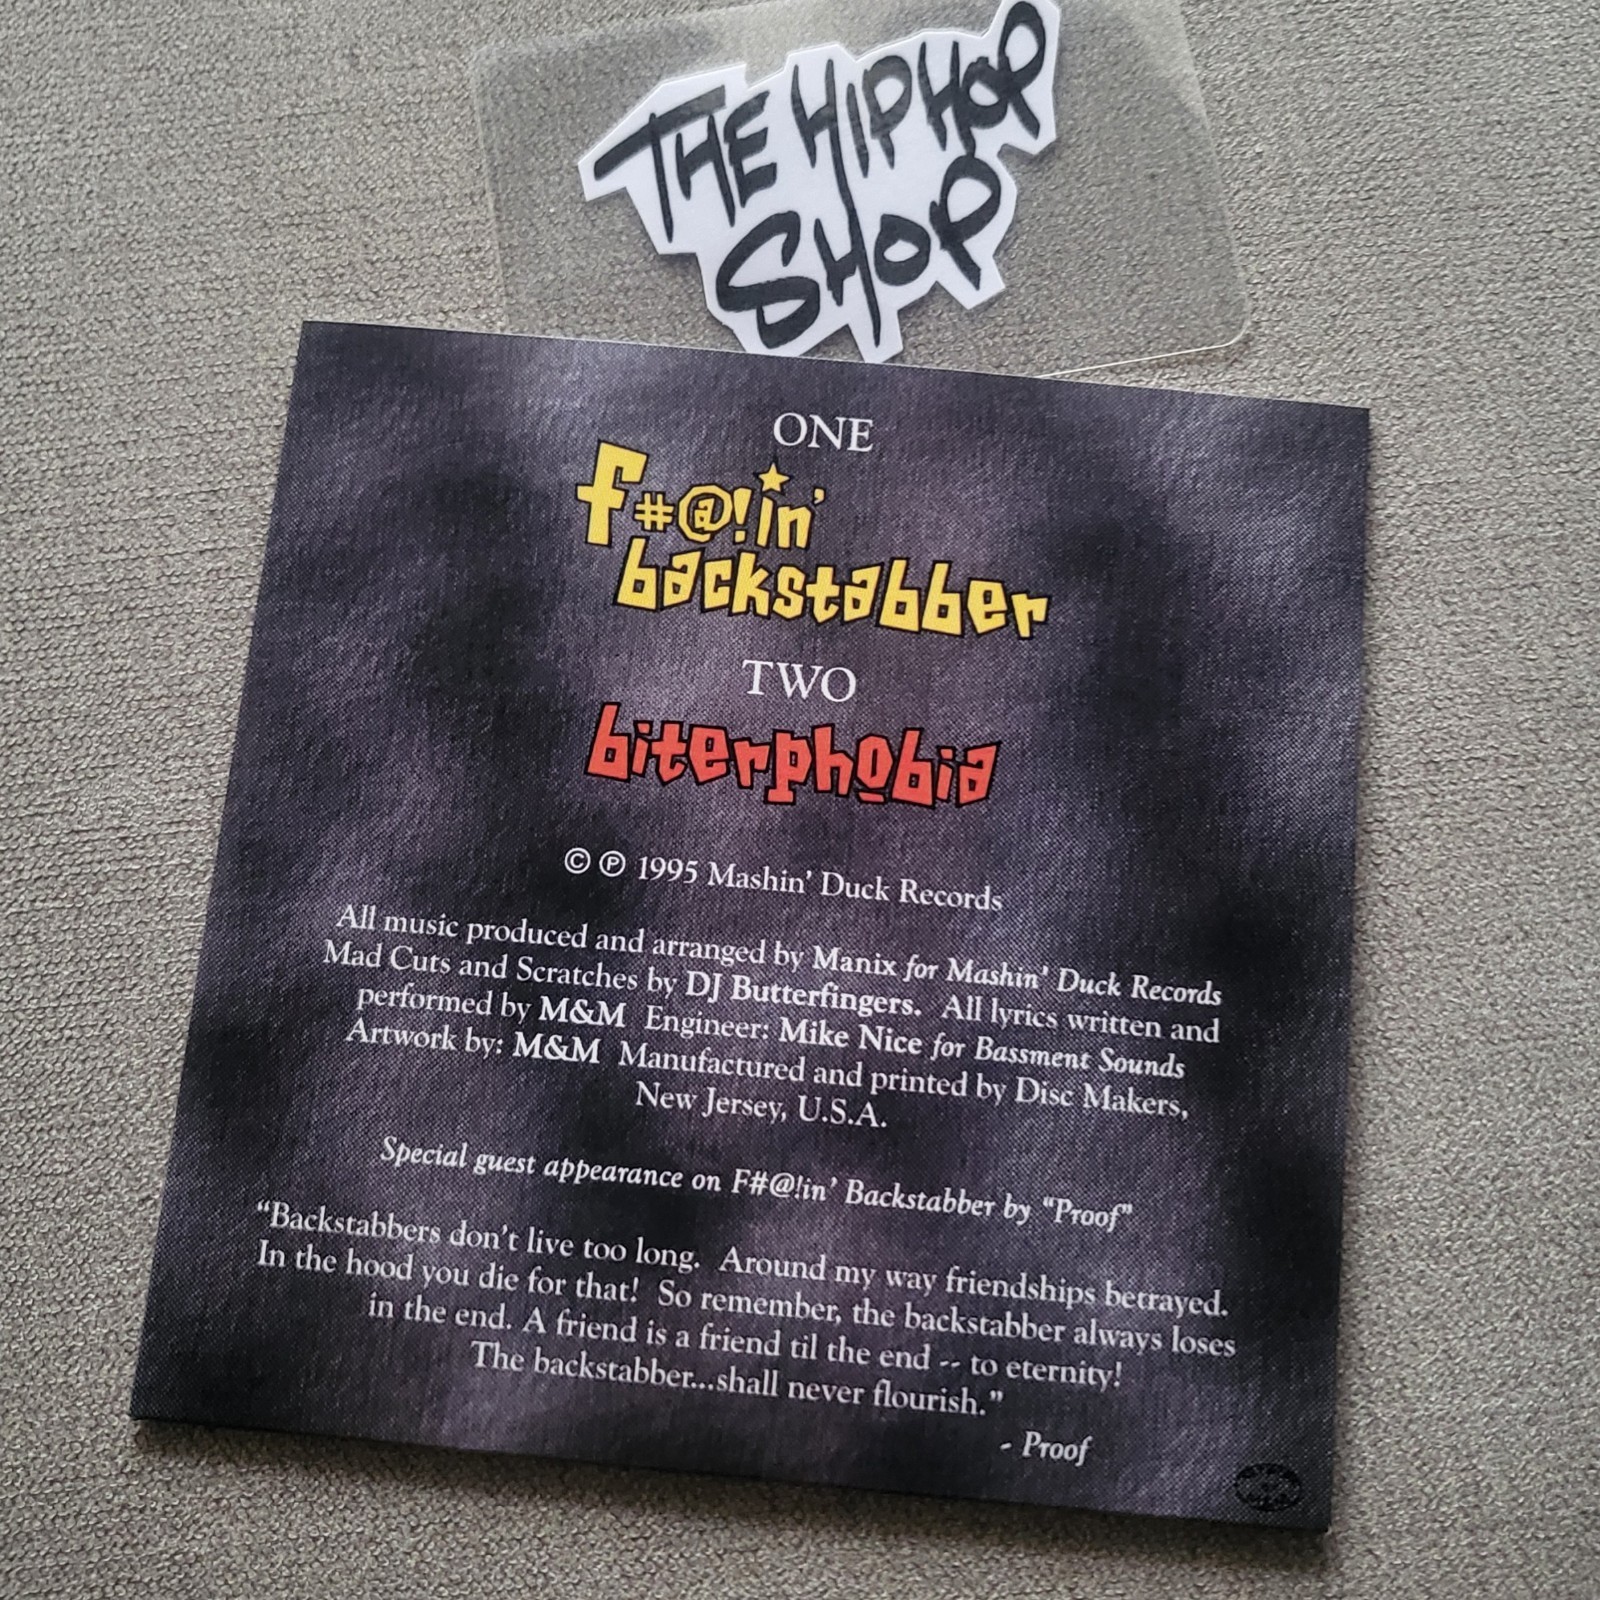 THE HIP HOP
SHOP
ONE
f#@!in'
backstabber
TWO
biterphobia
© ℗ 1995 Mashin' Duck Records
All music produced and arranged by Manix for Mashin' Duck Records
Mad Cuts and Scratches by DJ Butterfingers. All lyrics written and
performed by M&M Engineer: Mike Nice for Bassment Sounds
Artwork by: M&M Manufactured and printed by Disc Makers,
New Jersey, U.S.A.
Special guest appearance on F#@!in' Backstabber by "Proof"
"Backstabbers don't live too long. Around my way friendships betrayed.
In the hood you die for that! So remember, the backstabber always loses
in the end. A friend is a friend til the end -- to eternity!
The backstabber...shall never flourish."
- Proof